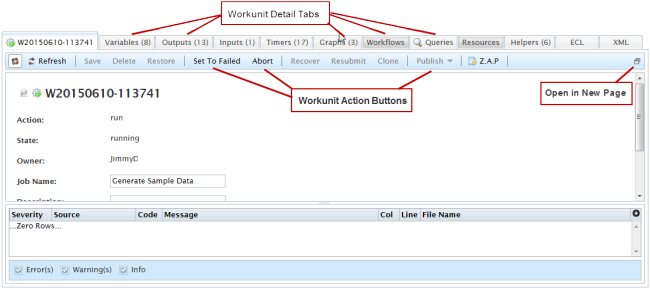 Workunit Detail Tabs
W20150610-113741 Variables (8) Outputs (13) Inputs (1) Timers (17) Graphs (3) Workflows Queries Resources Helpers (6) ECL XML
Refresh Save Delete Restore Set To Failed Abort Recover Resubmit Clone Publish Z.A.P
W20150610-113741
Workunit Action Buttons
Open in New Page
Action: run
State: running
Owner: JimmyD
Job Name: Generate Sample Data
Description:
Severity Source Code Message Col Line File Name
...Zero Rows...
Error(s) Warning(s) Info